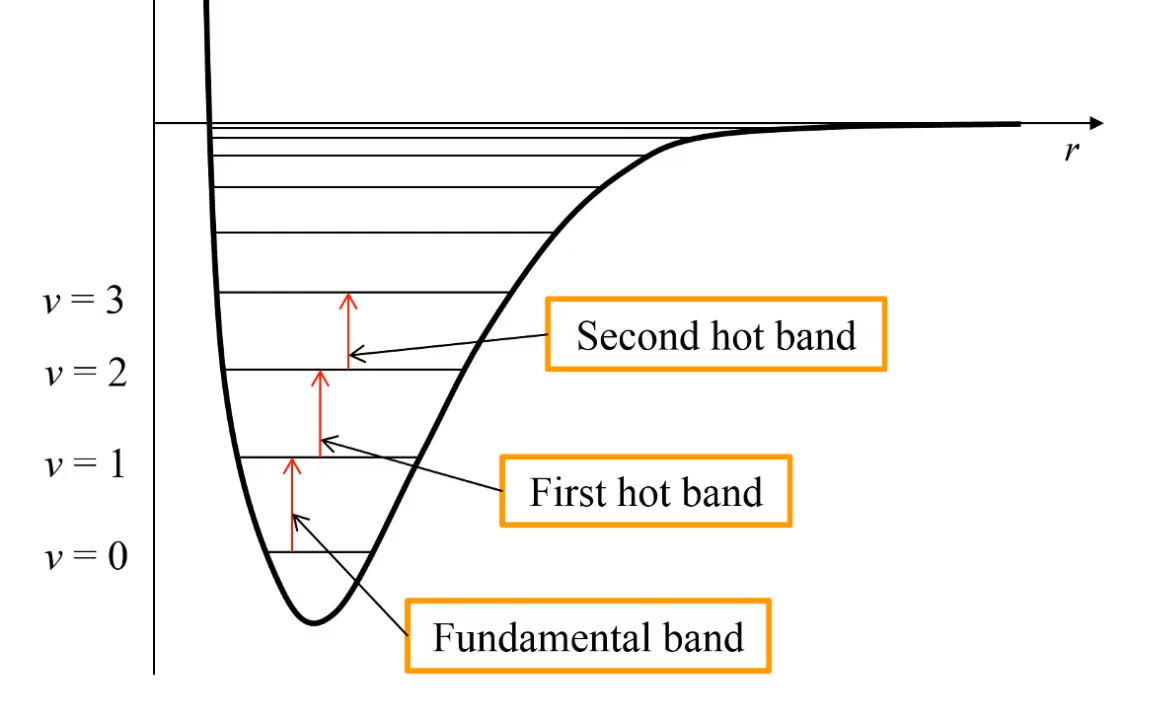 r
v = 3
Second hot band
v = 2
v = 1
First hot band
v = 0
Fundamental band